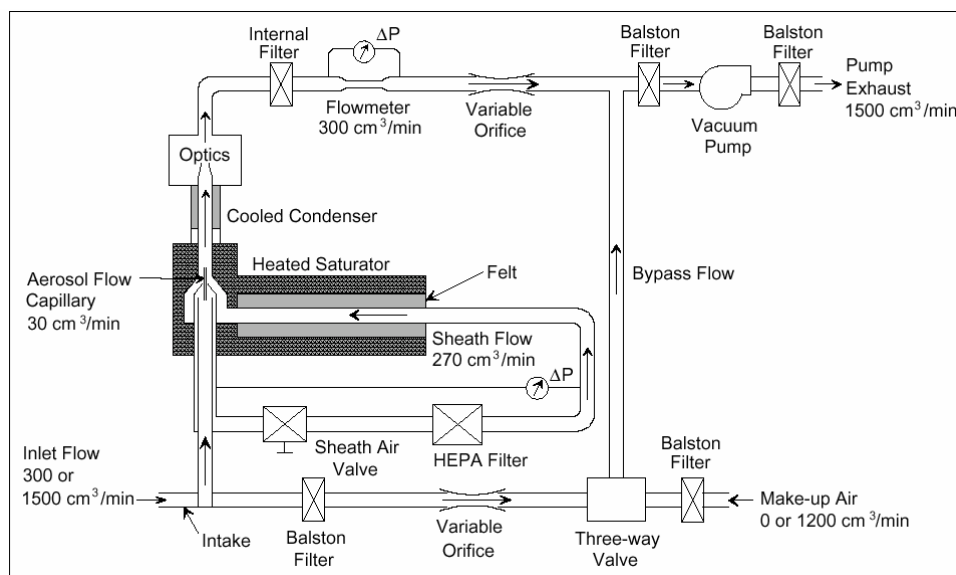 Internal
Filter
ΔP
Flowmeter
300 cm³/min
Variable
Orifice
Balston
Filter
Balston
Filter
Pump
Exhaust
1500 cm³/min
Vacuum
Pump
Optics
Cooled Condenser
Heated Saturator
Felt
Bypass Flow
Aerosol Flow
Capillary
30 cm³/min
Sheath Flow
270 cm³/min
ΔP
Sheath Air
Valve
HEPA Filter
Inlet Flow
300 or
1500 cm³/min
Intake
Balston
Filter
Variable
Orifice
Three-way
Valve
Balston
Filter
Make-up Air
0 or 1200 cm³/min